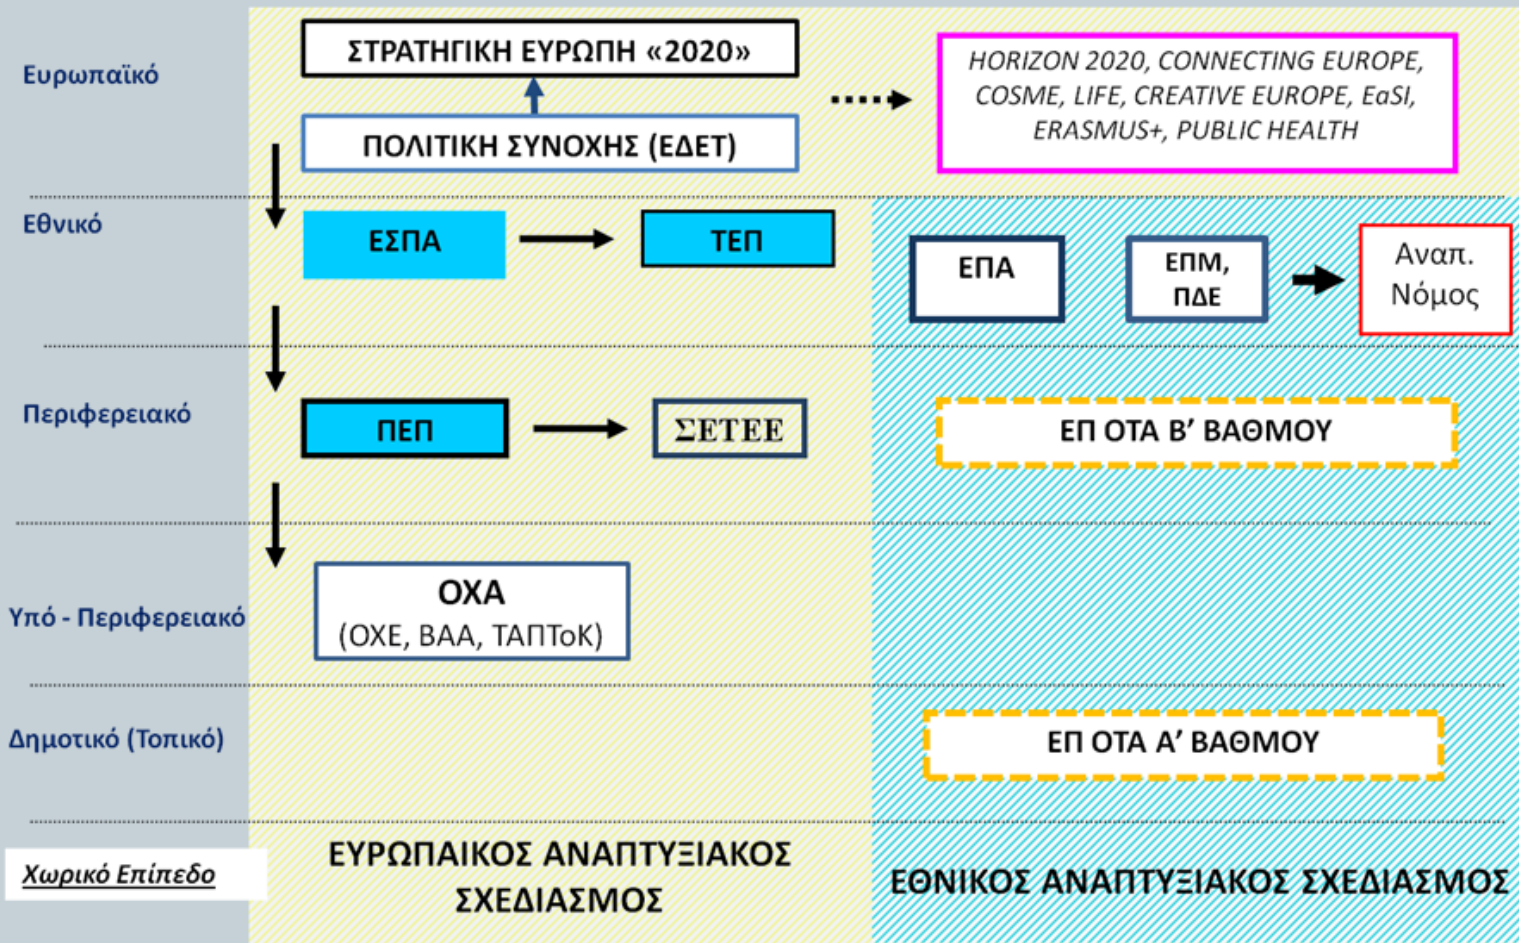 Ευρωπαϊκό
ΣΤΡΑΤΗΓΙΚΗ ΕΥΡΩΠΗ «2020»
ΠΟΛΙΤΙΚΗ ΣΥΝΟΧΗΣ (ΕΔΕΤ)
HORIZON 2020, CONNECTING EUROPE,
COSME, LIFE, CREATIVE EUROPE, EaSI,
ERASMUS+, PUBLIC HEALTH
Εθνικό
ΕΣΠΑ
ΤΕΠ
ΕΠΑ
ΕΠΜ,
ΠΔΕ
Αναπ.
Νόμος
Περιφερειακό
ΠΕΠ
ΣΕΤΕΕ
ΕΠ ΟΤΑ Β’ ΒΑΘΜΟΥ
Υπό - Περιφερειακό
ΟΧΑ
(ΟΧΕ, ΒΑΑ, ΤΑΠΤοΚ)
Δημοτικό (Τοπικό)
ΕΠ ΟΤΑ Α’ ΒΑΘΜΟΥ
Χωρικό Επίπεδο
ΕΥΡΩΠΑΙΚΟΣ ΑΝΑΠΤΥΞΙΑΚΟΣ
ΣΧΕΔΙΑΣΜΟΣ
ΕΘΝΙΚΟΣ ΑΝΑΠΤΥΞΙΑΚΟΣ ΣΧΕΔΙΑΣΜΟΣ